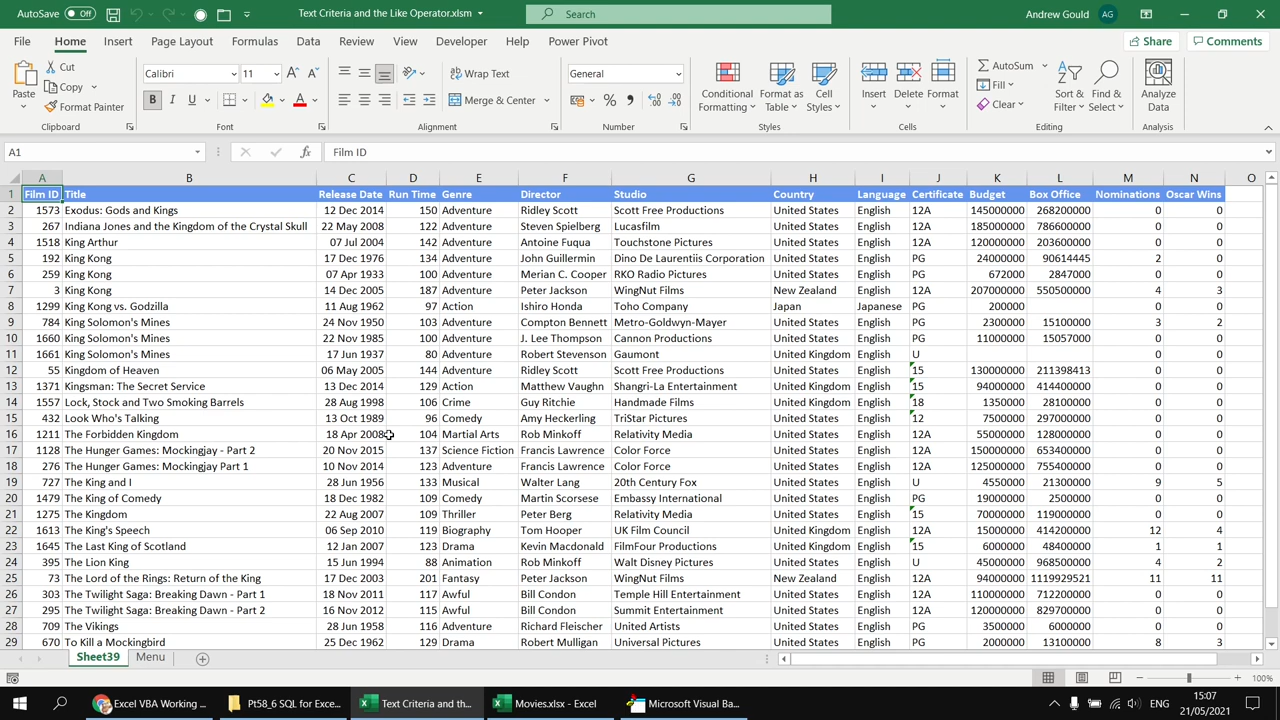 AutoSave Off Text Criteria and the Like Operator.xlsm Search Andrew Gould AG
File Home Insert Page Layout Formulas Data Review View Developer Help Power Pivot Share Comments
Paste Cut Copy Format Painter Clipboard
Calibri 11 B I U A Font
Wrap Text Merge & Center Alignment
General % Number
Conditional Formatting Format as Table Cell Styles Styles
Insert Delete Format Cells
AutoSum Fill Clear Sort & Filter Find & Select Editing
Analyze Data Analysis
A1 fx Film ID
A B C D E F G H I J K L M N O
1 Film ID Title Release Date Run Time Genre Director Studio Country Language Certificate Budget Box Office Nominations Oscar Wins
2 1573 Exodus: Gods and Kings 12 Dec 2014 150 Adventure Ridley Scott Scott Free Productions United States English 12A 145000000 268200000 0 0
3 267 Indiana Jones and the Kingdom of the Crystal Skull 22 May 2008 122 Adventure Steven Spielberg Lucasfilm United States English 12A 185000000 786600000 0 0
4 1518 King Arthur 07 Jul 2004 142 Adventure Antoine Fuqua Touchstone Pictures United States English 12A 120000000 203600000 0 0
5 192 King Kong 17 Dec 1976 134 Adventure John Guillermin Dino De Laurentiis Corporation United States English PG 24000000 90614445 2 0
6 259 King Kong 07 Apr 1933 100 Adventure Merian C. Cooper RKO Radio Pictures United States English PG 672000 2847000 0 0
7 3 King Kong 14 Dec 2005 187 Adventure Peter Jackson WingNut Films New Zealand English 12A 207000000 550500000 4 3
8 1299 King Kong vs. Godzilla 11 Aug 1962 97 Action Ishiro Honda Toho Company Japan Japanese PG 200000 0 0
9 784 King Solomon's Mines 24 Nov 1950 103 Adventure Compton Bennett Metro-Goldwyn-Mayer United States English PG 2300000 15100000 3 2
10 1660 King Solomon's Mines 22 Nov 1985 100 Adventure J. Lee Thompson Cannon Productions United States English PG 11000000 15057000 0 0
11 1661 King Solomon's Mines 17 Jun 1937 80 Adventure Robert Stevenson Gaumont United Kingdom English U 0 0
12 55 Kingdom of Heaven 06 May 2005 144 Adventure Ridley Scott Scott Free Productions United States English 15 130000000 211398413 0 0
13 1371 Kingsman: The Secret Service 13 Dec 2014 129 Action Matthew Vaughn Shangri-La Entertainment United Kingdom English 15 94000000 414400000 0 0
14 1557 Lock, Stock and Two Smoking Barrels 28 Aug 1998 106 Crime Guy Ritchie Handmade Films United Kingdom English 18 1350000 28100000 0 0
15 432 Look Who's Talking 13 Oct 1989 96 Comedy Amy Heckerling TriStar Pictures United States English 12 7500000 297000000 0 0
16 1211 The Forbidden Kingdom 18 Apr 2008 104 Martial Arts Rob Minkoff Relativity Media United States English 12A 55000000 128000000 0 0
17 1128 The Hunger Games: Mockingjay - Part 2 20 Nov 2015 137 Science Fiction Francis Lawrence Color Force United States English 12A 150000000 653400000 0 0
18 276 The Hunger Games: Mockingjay Part 1 10 Nov 2014 123 Adventure Francis Lawrence Color Force United States English 12A 125000000 755400000 0 0
19 727 The King and I 28 Jun 1956 133 Musical Walter Lang 20th Century Fox United States English U 4550000 21300000 9 5
20 1479 The King of Comedy 18 Dec 1982 109 Comedy Martin Scorsese Embassy International United States English PG 19000000 2500000 0 0
21 1275 The Kingdom 22 Aug 2007 109 Thriller Peter Berg Relativity Media United States English 15 70000000 119000000 0 0
22 1613 The King's Speech 06 Sep 2010 119 Biography Tom Hooper UK Film Council United Kingdom English 12A 15000000 414200000 12 4
23 1645 The Last King of Scotland 12 Jan 2007 123 Drama Kevin Macdonald FilmFour Productions United Kingdom English 15 6000000 48400000 1 1
24 395 The Lion King 15 Jun 1994 88 Animation Rob Minkoff Walt Disney Pictures United States English U 45000000 968500000 4 2
25 73 The Lord of the Rings: Return of the King 17 Dec 2003 201 Fantasy Peter Jackson WingNut Films New Zealand English 12A 94000000 1119929521 11 11
26 303 The Twilight Saga: Breaking Dawn - Part 1 18 Nov 2011 117 Awful Bill Condon Temple Hill Entertainment United States English 12A 110000000 712200000 0 0
27 295 The Twilight Saga: Breaking Dawn - Part 2 16 Nov 2012 115 Awful Bill Condon Summit Entertainment United States English 12A 120000000 829700000 0 0
28 709 The Vikings 28 Jun 1958 116 Awful Richard Fleischer United Artists United States English PG 3500000 6000000 0 0
29 670 To Kill a Mockingbird 25 Dec 1962 129 Drama Robert Mulligan Universal Pictures United States English PG 2000000 13100000 8 3
Sheet39 Menu
100%
Excel VBA Working ... Pt58_6 SQL for Exce... Text Criteria and th... Movies.xlsx - Excel Microsoft Visual Ba... ENG 15:07 21/05/2021